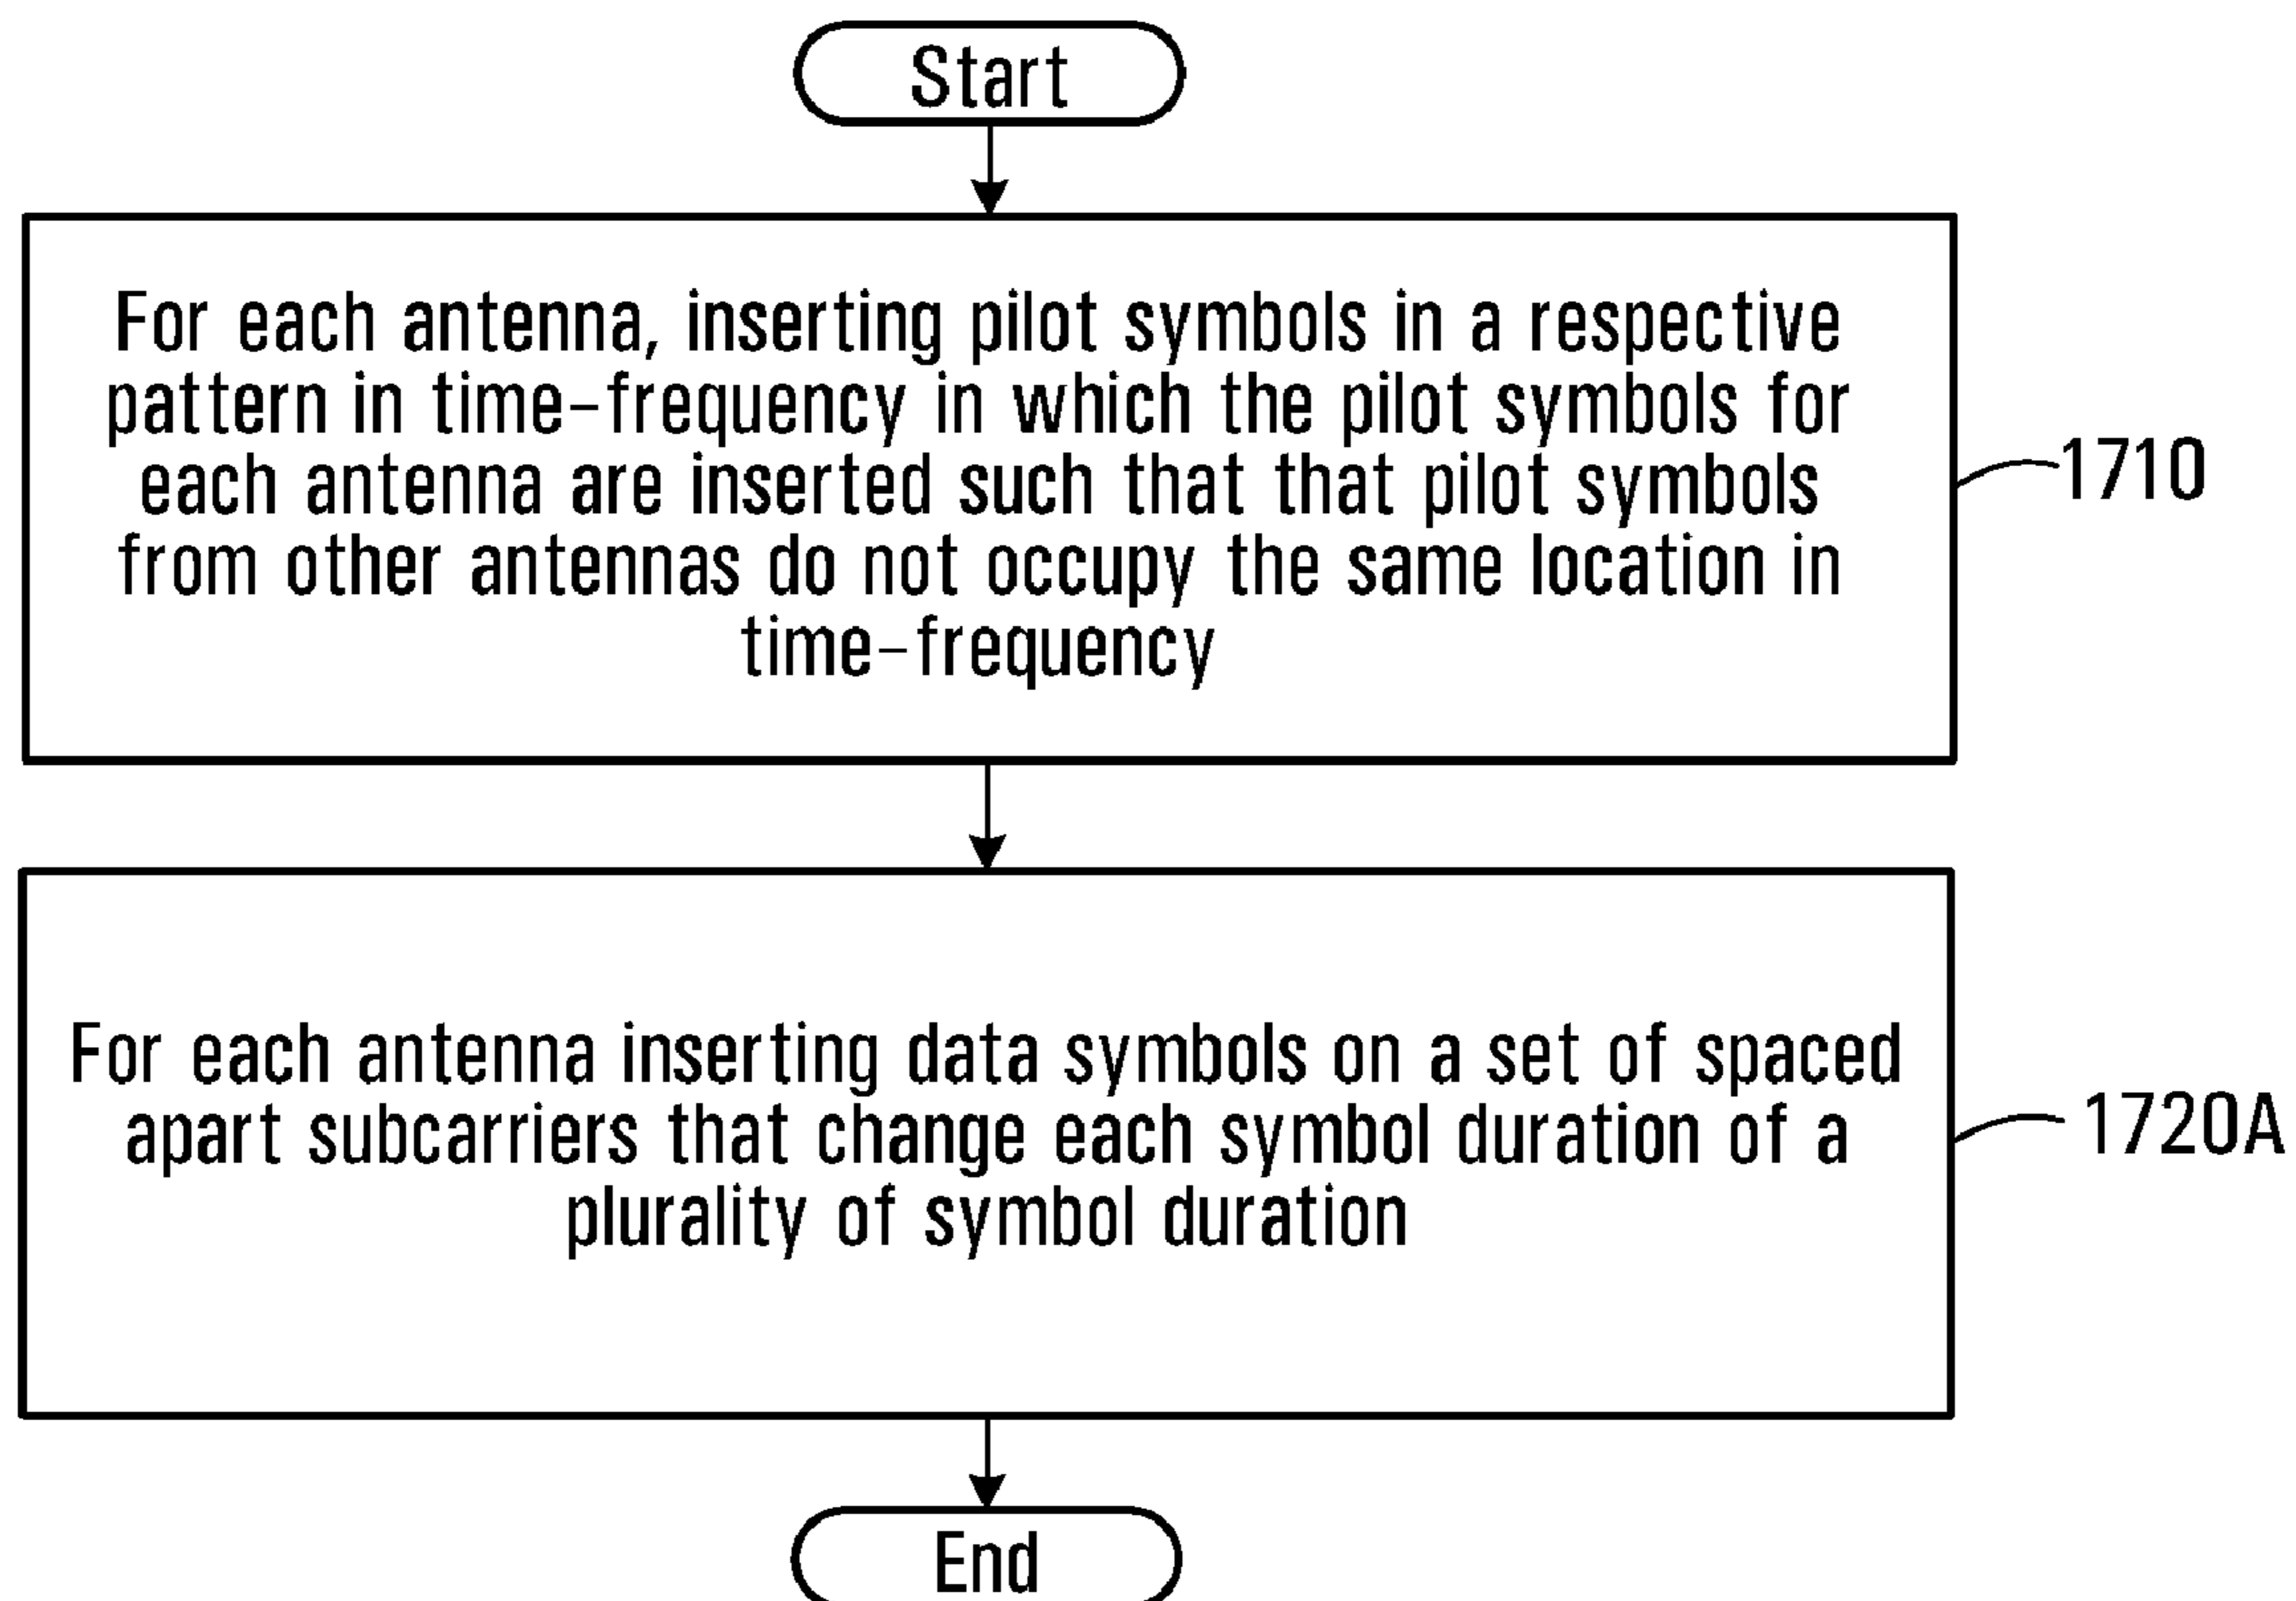 Start
For each antenna, inserting pilot symbols in a respective
pattern in time-frequency in which the pilot symbols for
each antenna are inserted such that that pilot symbols
from other antennas do not occupy the same location in
time-frequency
1710
For each antenna inserting data symbols on a set of spaced
apart subcarriers that change each symbol duration of a
plurality of symbol duration
1720A
End